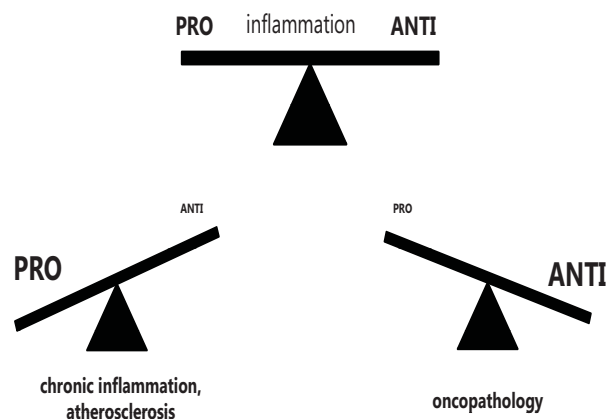 PRO inflammation ANTI
ANTI
PRO
PRO
ANTI
chronic inflammation,
atherosclerosis
oncopathology